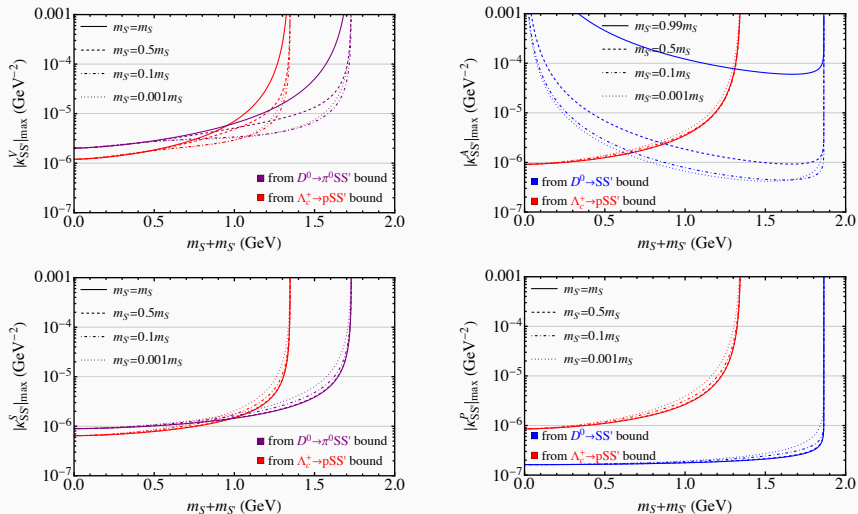 0.001
10⁻⁴
10⁻⁵
10⁻⁶
10⁻⁷
|κ^V_SS'|max (GeV⁻²)
m_S'=m_S
m_S'=0.5m_S
m_S'=0.1m_S
m_S'=0.001m_S
from D⁰→π⁰SS' bound
from Λ_c⁺→pSS' bound
0.0 0.5 1.0 1.5 2.0
m_S+m_S' (GeV)
0.001
10⁻⁴
10⁻⁵
10⁻⁶
10⁻⁷
|κ^A_SS'|max (GeV⁻²)
m_S'=0.99m_S
m_S'=0.5m_S
m_S'=0.1m_S
m_S'=0.001m_S
from D⁰→SS' bound
from Λ_c⁺→pSS' bound
0.0 0.5 1.0 1.5 2.0
m_S+m_S' (GeV)
0.001
10⁻⁴
10⁻⁵
10⁻⁶
10⁻⁷
|κ^S_SS'|max (GeV⁻²)
m_S'=m_S
m_S'=0.5m_S
m_S'=0.1m_S
m_S'=0.001m_S
from D⁰→π⁰SS' bound
from Λ_c⁺→pSS' bound
0.0 0.5 1.0 1.5 2.0
m_S+m_S' (GeV)
0.001
10⁻⁴
10⁻⁵
10⁻⁶
10⁻⁷
|κ^P_SS'|max (GeV⁻²)
m_S'=m_S
m_S'=0.5m_S
m_S'=0.1m_S
m_S'=0.001m_S
from Λ_c⁺→pSS' bound
from D⁰→SS' bound
0.0 0.5 1.0 1.5 2.0
m_S+m_S' (GeV)